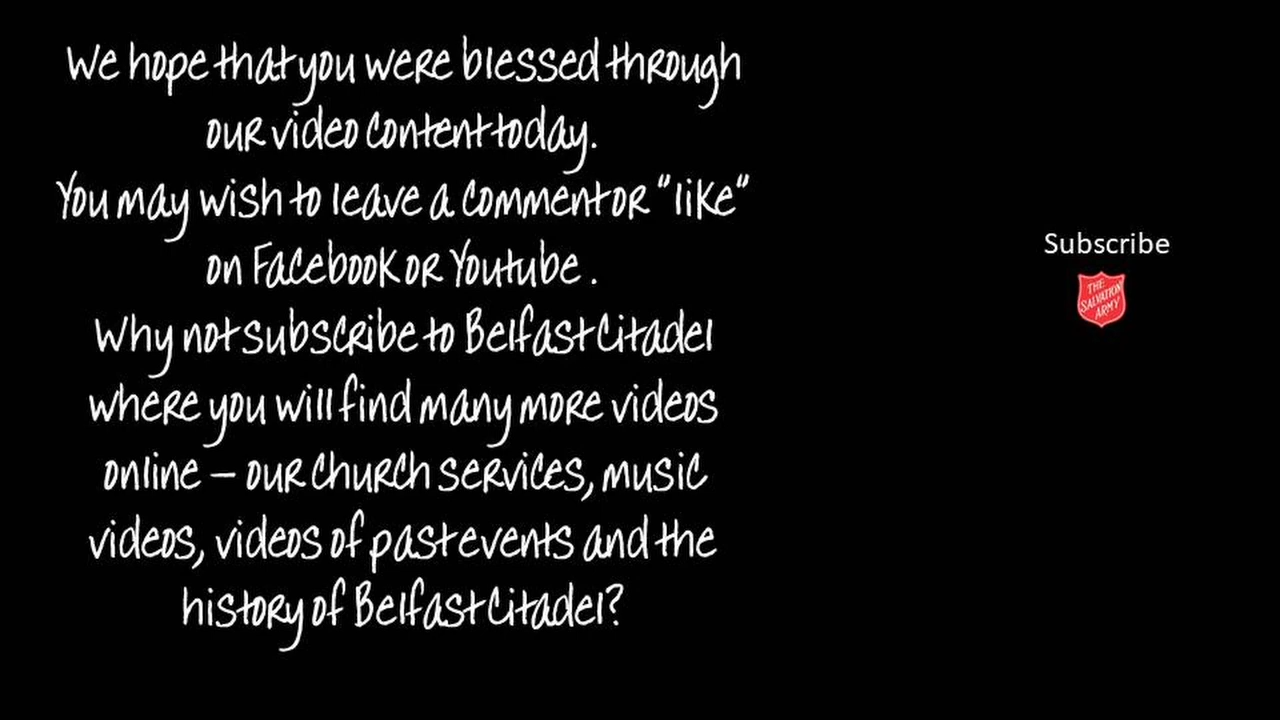 We hope that you were blessed through
our video content today.
You may wish to leave a comment or "like"
on Facebook or Youtube .
Why not subscribe to Belfast Citadel
where you will find many more videos
online – our church services, music
videos, videos of past events and the
history of Belfast Citadel?
Subscribe
THE
SALVATION
ARMY